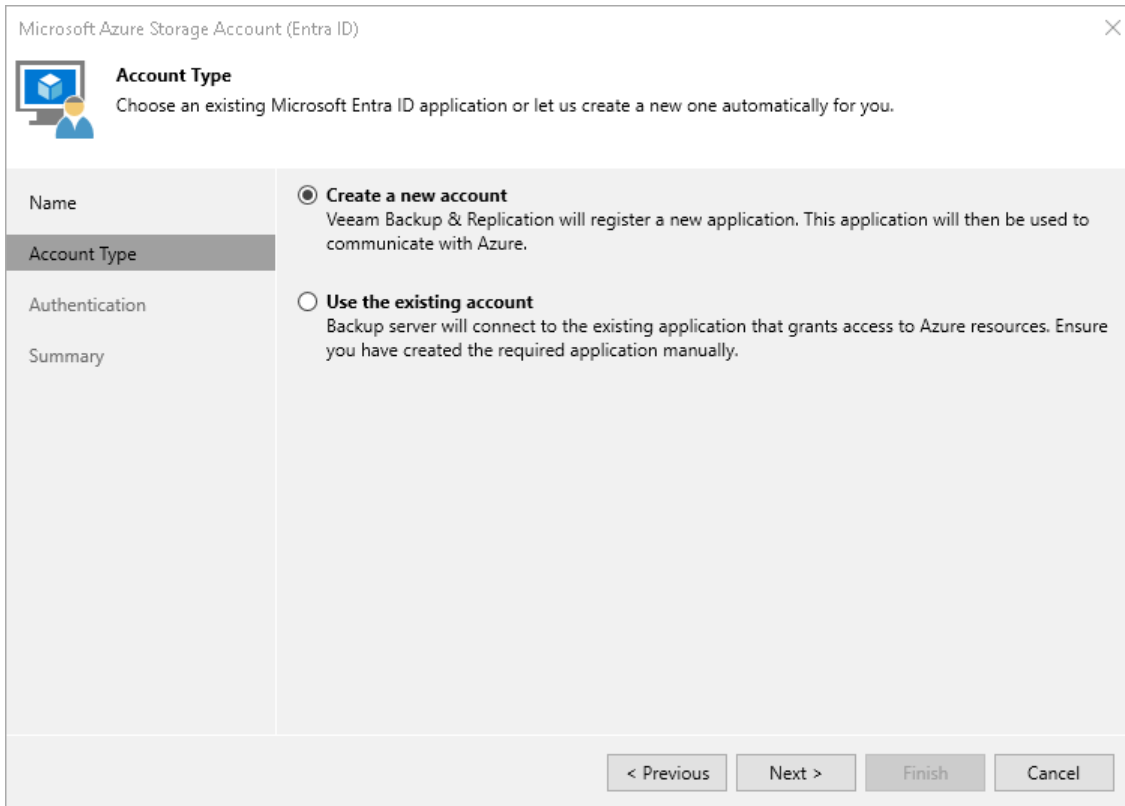 Microsoft Azure Storage Account (Entra ID)
Account Type
Choose an existing Microsoft Entra ID application or let us create a new one automatically for you.
Name
Account Type
Authentication
Summary
Create a new account
Veeam Backup & Replication will register a new application. This application will then be used to
communicate with Azure.
Use the existing account
Backup server will connect to the existing application that grants access to Azure resources. Ensure
you have created the required application manually.
< Previous
Next >
Finish
Cancel